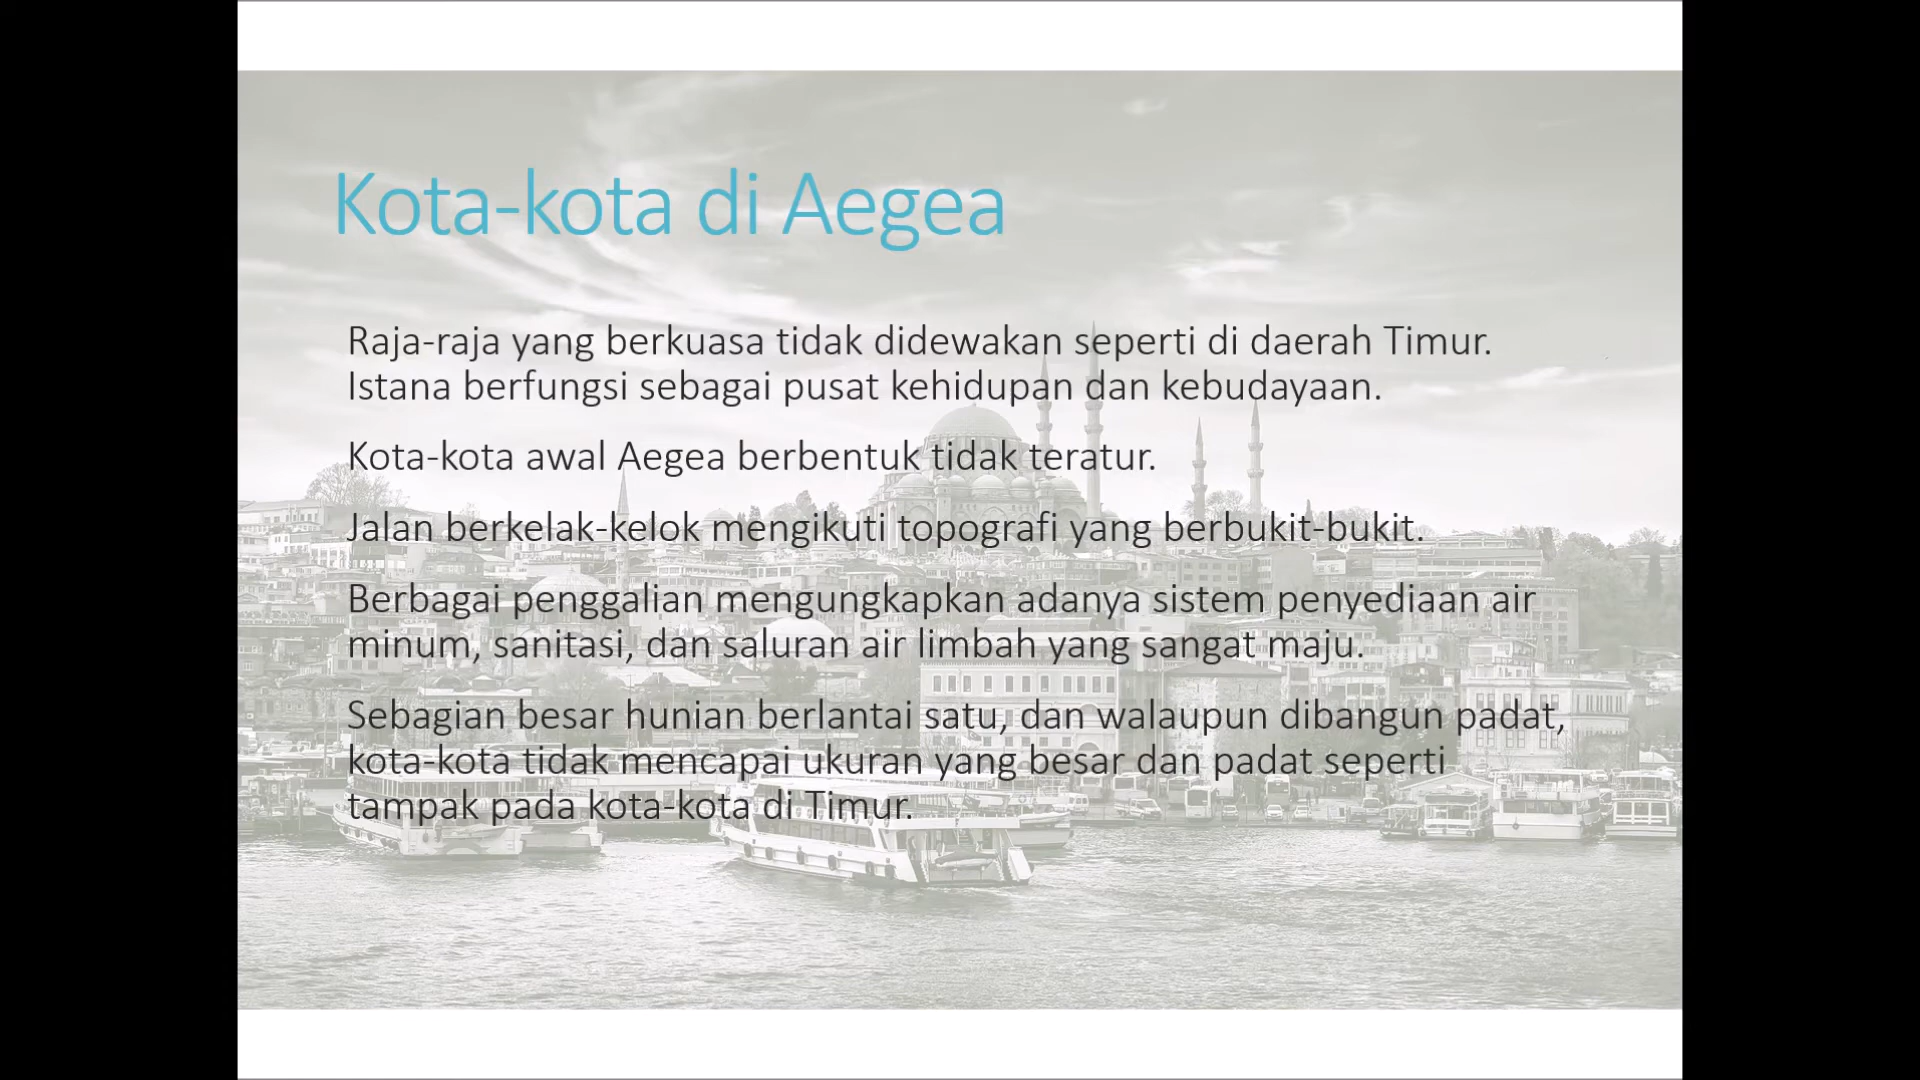 Kota-kota di Aegea
Raja-raja yang berkuasa tidak didewakan seperti di daerah Timur.
Istana berfungsi sebagai pusat kehidupan dan kebudayaan.
Kota-kota awal Aegea berbentuk tidak teratur.
Jalan berkelak-kelok mengikuti topografi yang berbukit-bukit.
Berbagai penggalian mengungkapkan adanya sistem penyediaan air
minum, sanitasi, dan saluran air limbah yang sangat maju.
Sebagian besar hunian berlantai satu, dan walaupun dibangun padat,
kota-kota tidak mencapai ukuran yang besar dan padat seperti
tampak pada kota-kota di Timur.